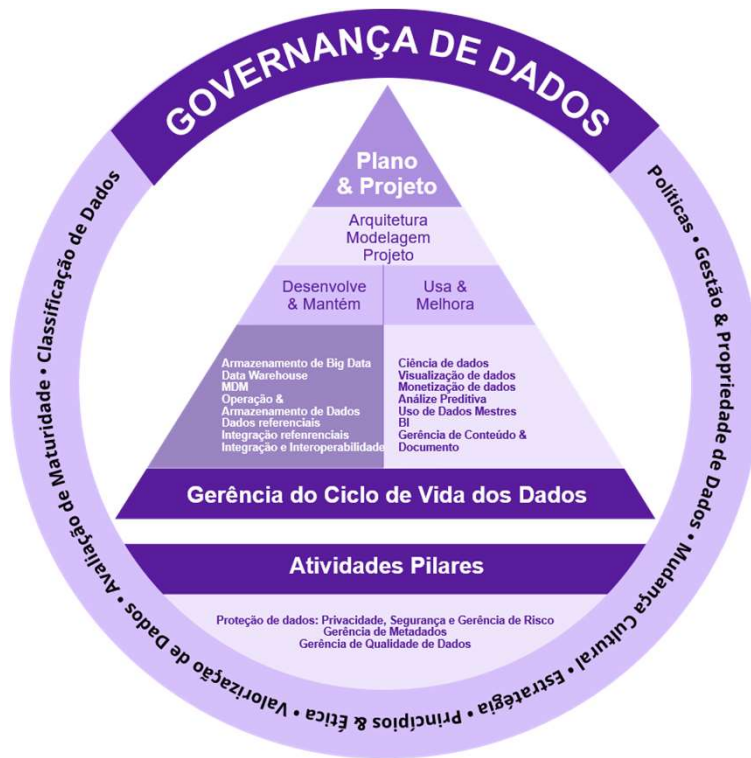 GOVERNANÇA DE DADOS
Plano
& Projeto
Arquitetura
Modelagem
Projeto
Desenvolve
& Mantém
Usa &
Melhora
Armazenamento de Big Data
Data Warehouse
MDM
Operação &
Armazenamento de Dados
Dados referenciais
Integração refenrenciais
Integração e Interoperabilidade
Ciência de dados
Visualização de dados
Monetização de dados
Análize Preditiva
Uso de Dados Mestres
BI
Gerência de Conteúdo &
Documento
Gerência do Ciclo de Vida dos Dados
Atividades Pilares
Proteção de dados: Privacidade, Segurança e Gerência de Risco
Gerência de Metadados
Gerência de Qualidade de Dados
Políticas • Gestão & Propriedade de Dados • Mudança Cultural • Estratégia • Princípios & Ética • Valorização de Dados • Avaliação de Maturidade • Classificação de Dados